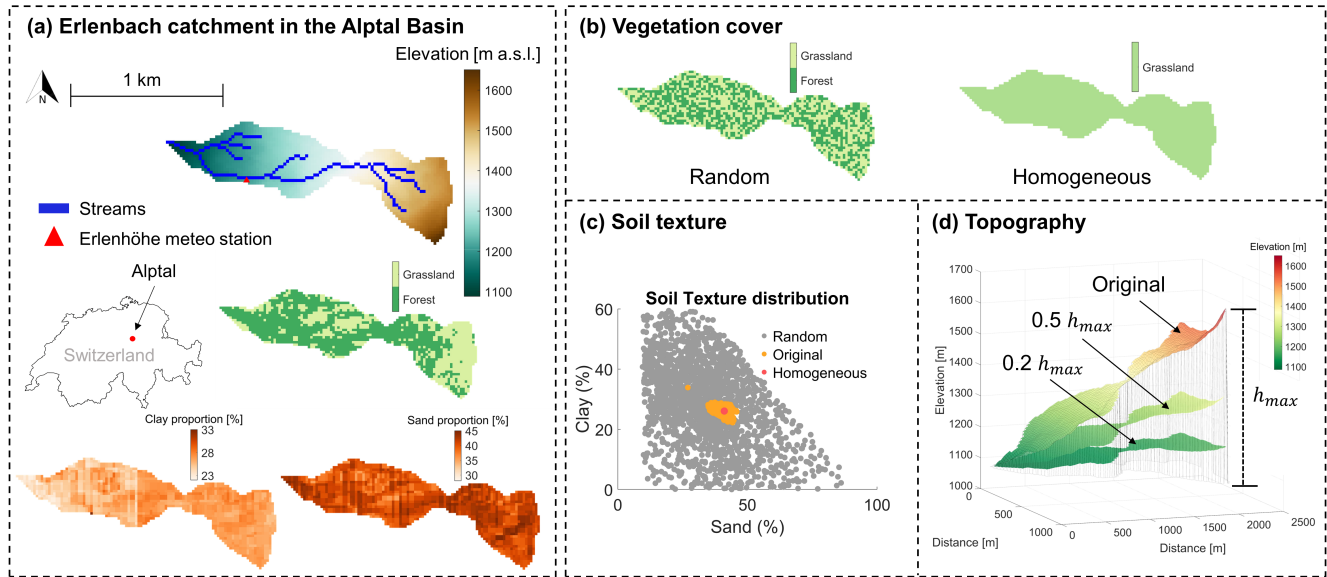 (a) Erlenbach catchment in the Alptal Basin
Elevation [m a.s.l.]
1 km
N
1600
1500
1400
1300
1200
1100
Streams
Erlenhöhe meteo station
Alptal
Switzerland
Grassland
Forest
Clay proportion [%]
33
28
23
Sand proportion [%]
45
40
35
30
(b) Vegetation cover
Grassland
Forest
Random
Grassland
Homogeneous
(c) Soil texture
Soil Texture distribution
Random
Original
Homogeneous
Clay (%)
60
40
20
0
0
50
100
Sand (%)
(d) Topography
Elevation [m]
1600
1500
1400
1300
1200
1100
Original
0.5 hmax
0.2 hmax
hmax
Elevation [m]
1700
1600
1500
1400
1300
1200
1100
1000
0
500
1000
Distance [m]
0
500
1000
1500
2000
2500
Distance [m]